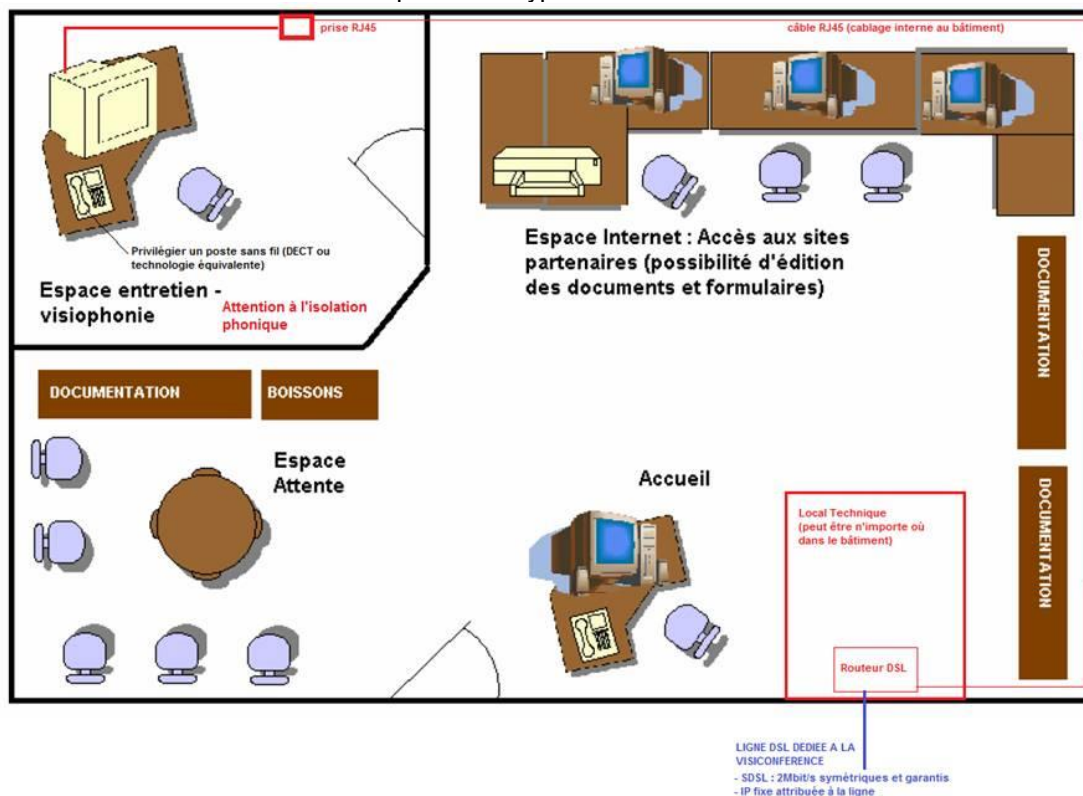 prise RJ45
câble RJ45 (cablage interne au bâtiment)
Privilégier un poste sans fil (DECT ou
technologie équivalente)
Espace entretien -
visiophonie
Attention à l'isolation
phonique
Espace Internet : Accès aux sites
partenaires (possibilité d'édition
des documents et formulaires)
DOCUMENTATION
DOCUMENTATION
BOISSONS
Espace
Attente
Accueil
Local Technique
(peut être n'importe où
dans le bâtiment)
DOCUMENTATION
Routeur DSL
LIGNE DSL DEDIEE A LA
VISICONFERENCE
- SDSL : 2Mbit/s symétriques et garantis
- IP fixe attribuée à la ligne